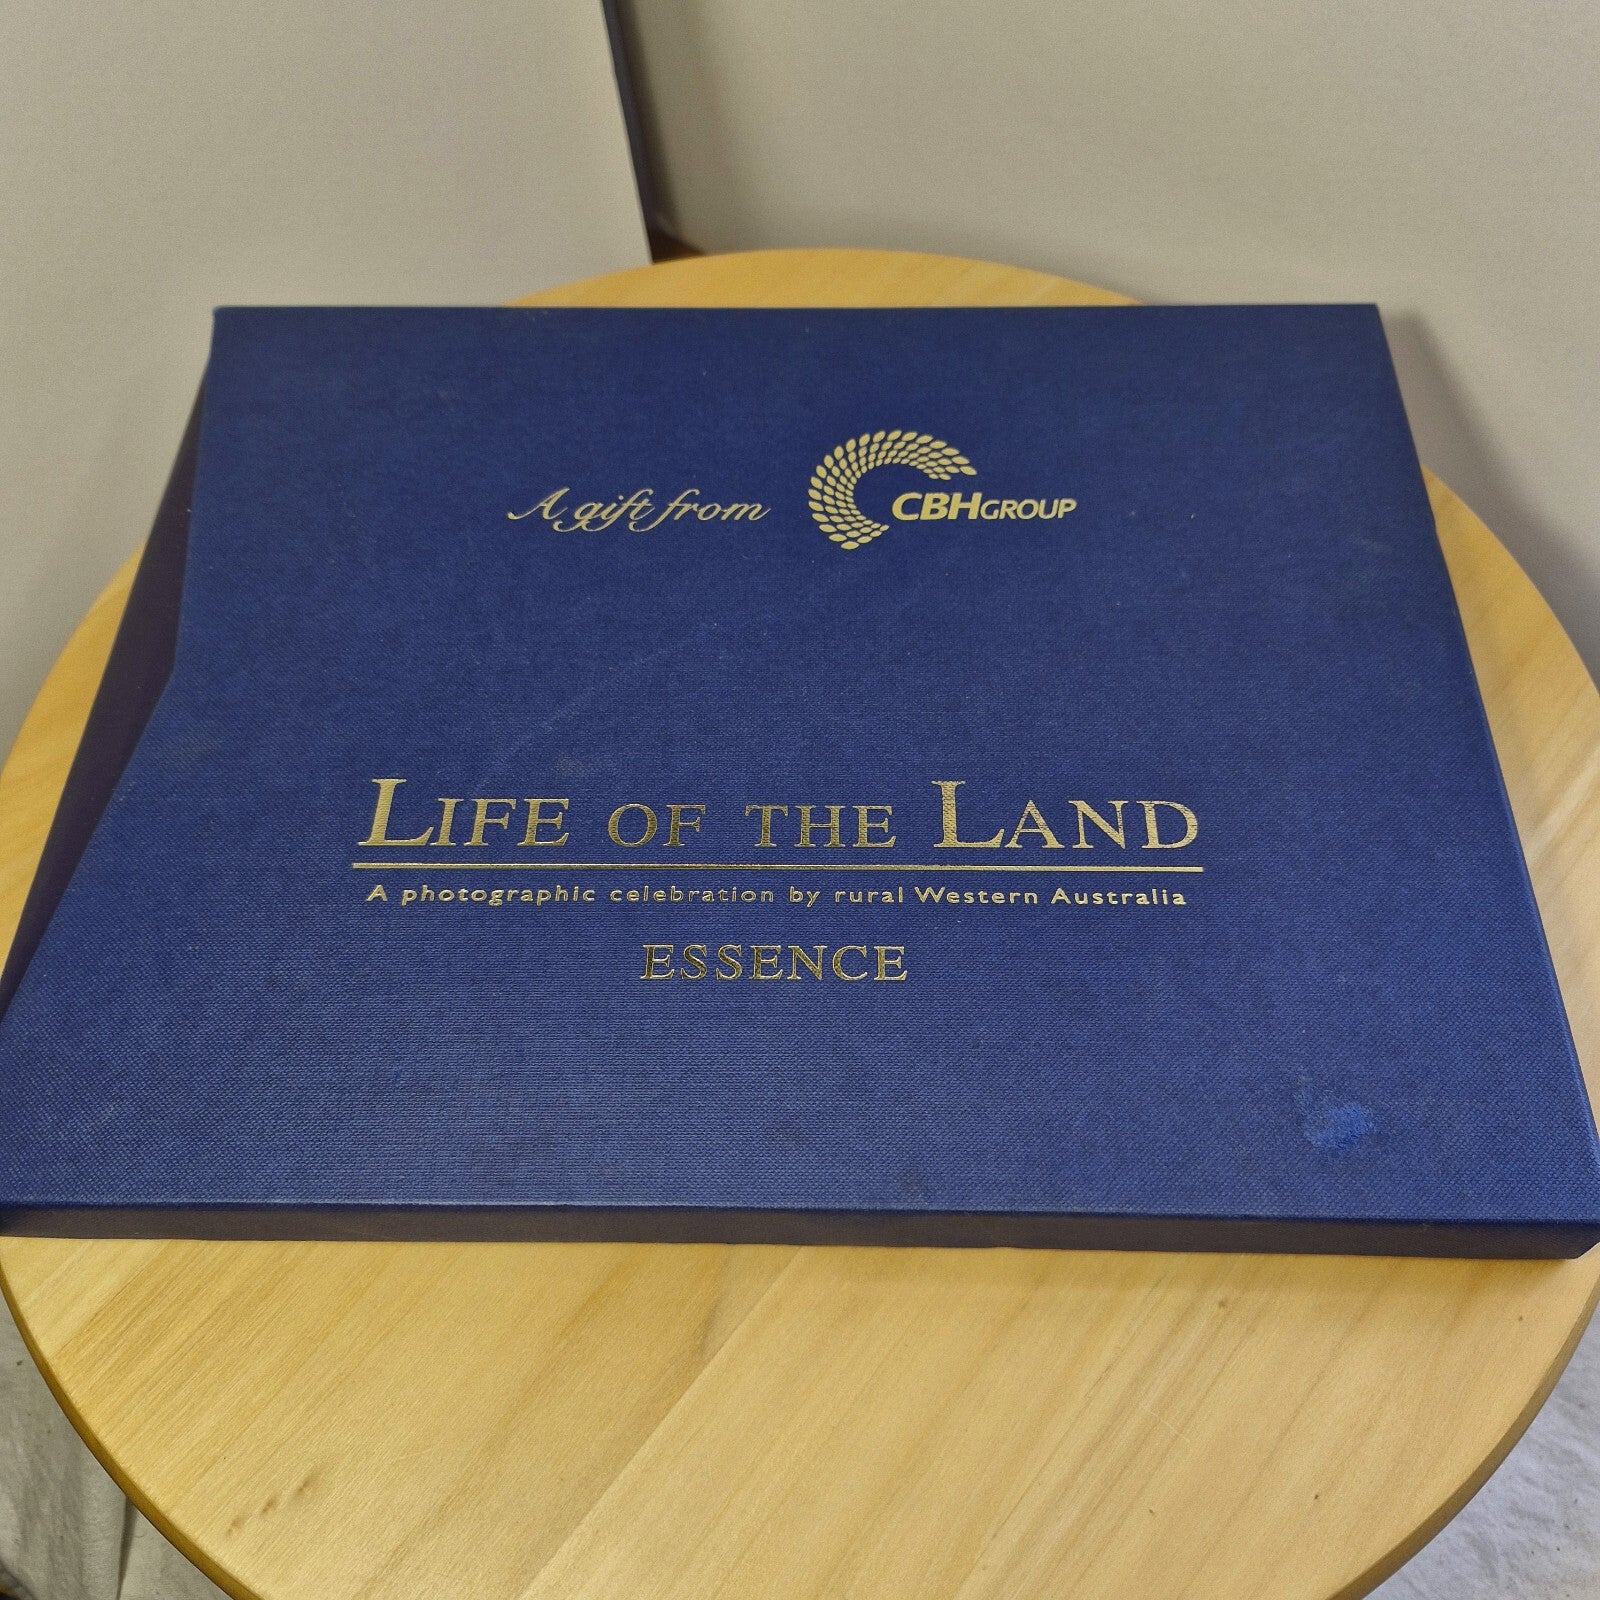 A gift from CBHGROUP
LIFE OF THE LAND
A photographic celebration by rural Western Australia
ESSENCE